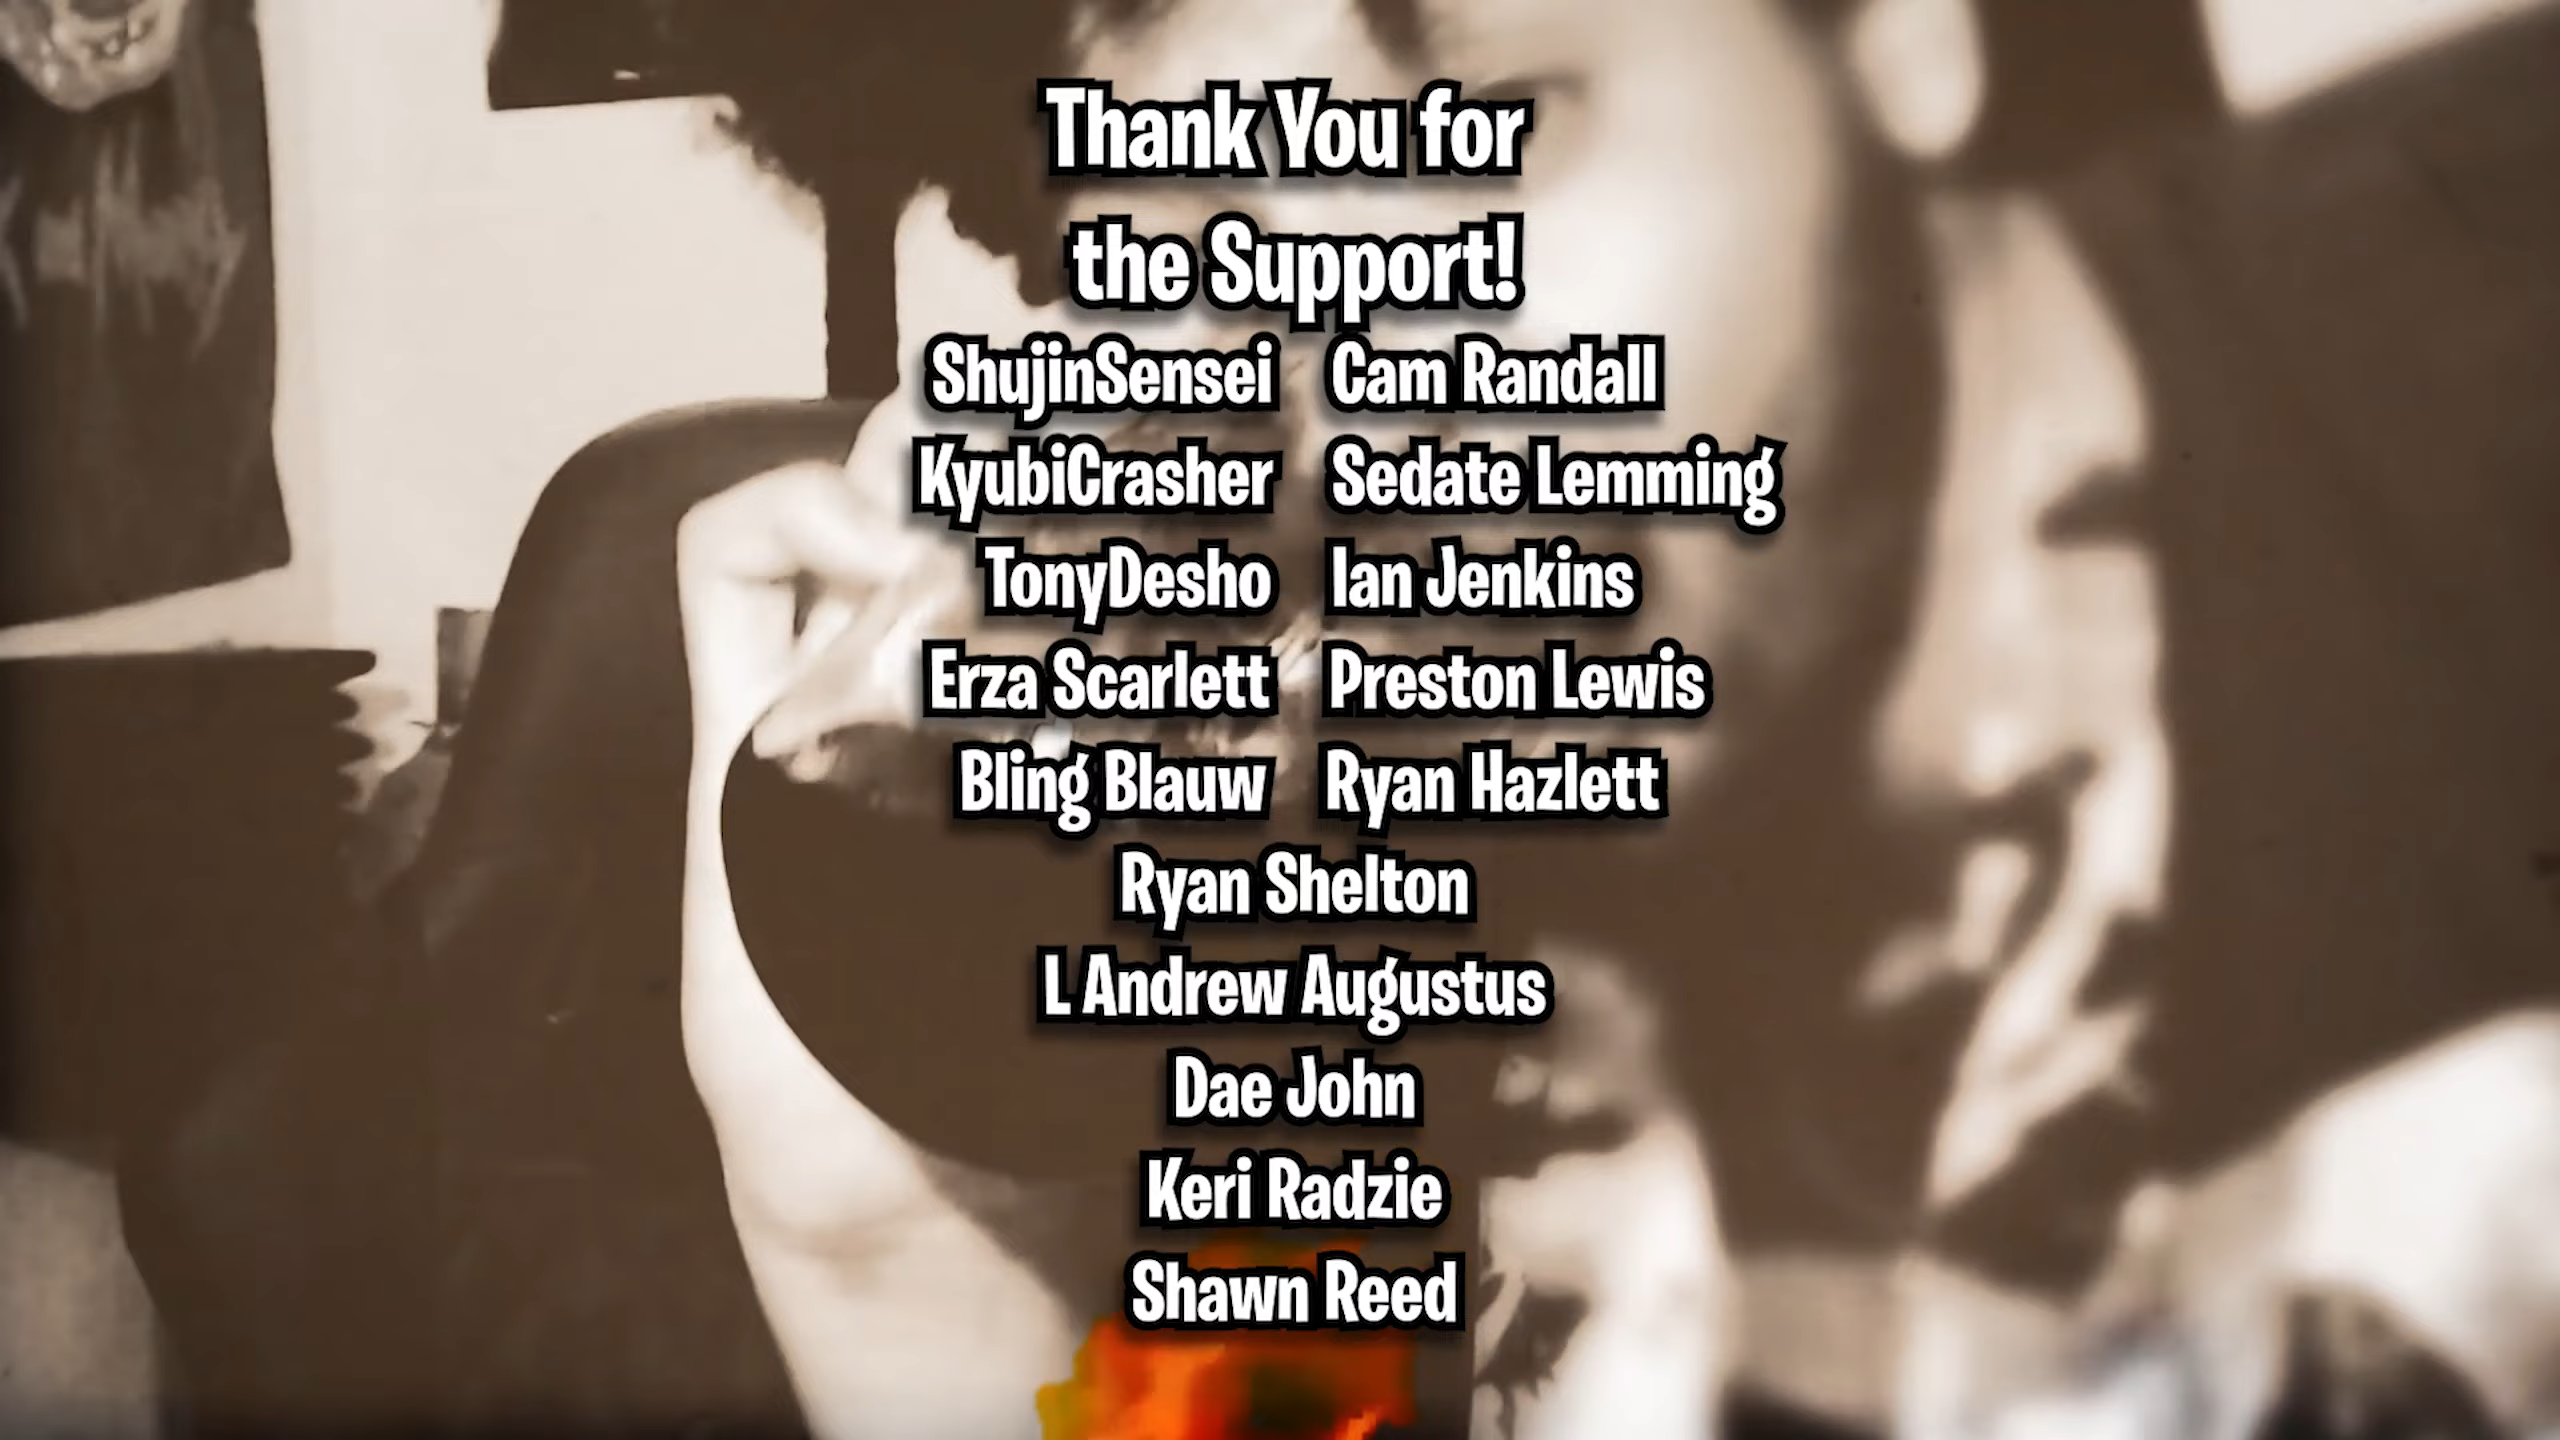 Thank You for
the Support!
ShujinSensei Cam Randall
KyubiCrasher Sedate Lemming
TonyDesho Ian Jenkins
Erza Scarlett Preston Lewis
Bling Blauw Ryan Hazlett
Ryan Shelton
L Andrew Augustus
Dae John
Keri Radzie
Shawn Reed